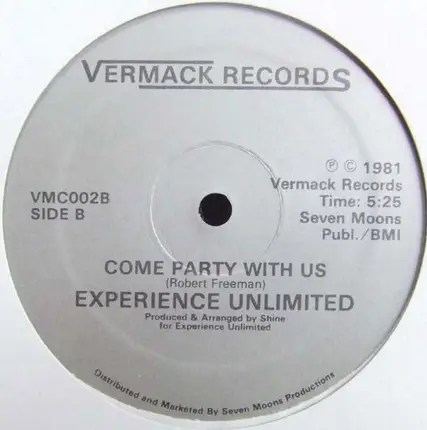 VERMACK RECORDS
VMC002B
SIDE B
℗ © 1981
Vermack Records
Time: 5:25
Seven Moons
Publ./BMI
COME PARTY WITH US
(Robert Freeman)
EXPERIENCE UNLIMITED
Produced & Arranged by Shine
for Experience Unlimited
Distributed and Marketed By Seven Moons Productions